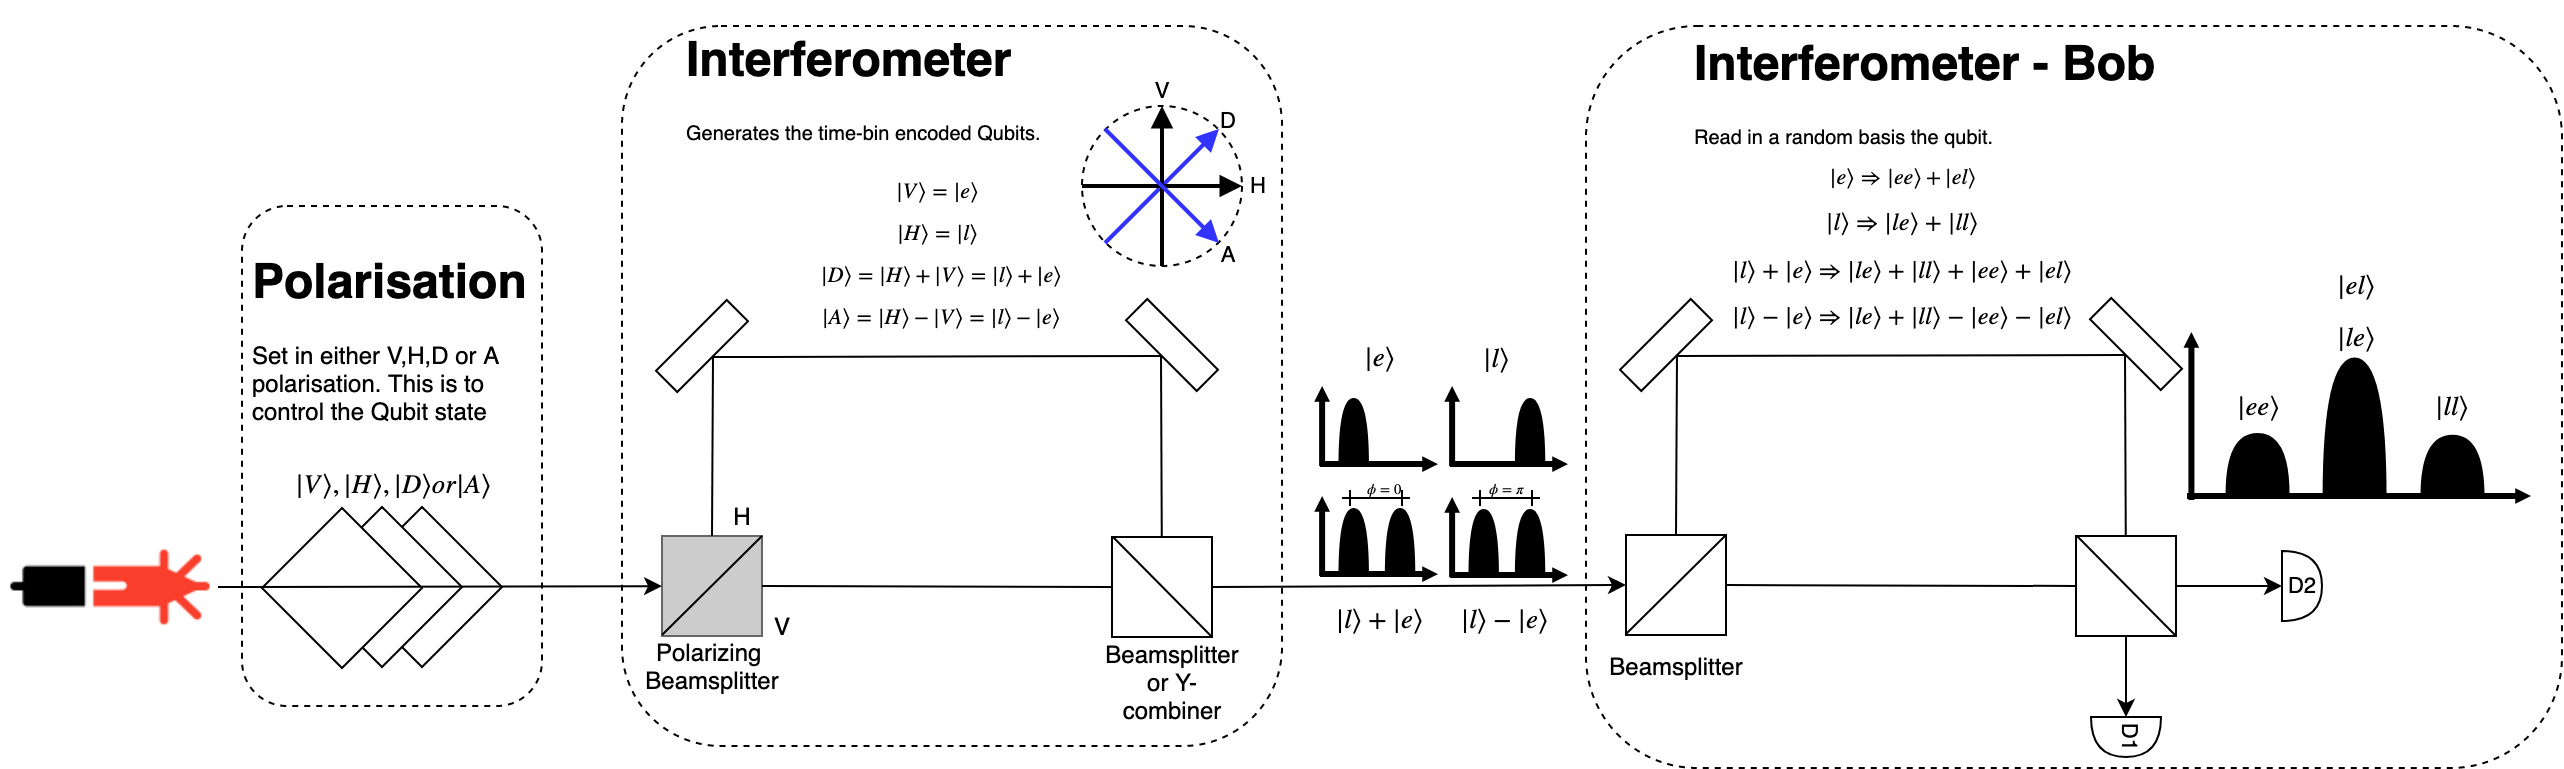 Polarisation
Set in either V,H,D or A
polarisation. This is to
control the Qubit state
|V⟩, |H⟩, |D⟩or|A⟩
Interferometer
Generates the time-bin encoded Qubits.
|V⟩ = |e⟩
|H⟩ = |l⟩
|D⟩ = |H⟩ + |V⟩ = |l⟩ + |e⟩
|A⟩ = |H⟩ − |V⟩ = |l⟩ − |e⟩
V
D
H
A
H
V
Polarizing
Beamsplitter
Beamsplitter
or Y-
combiner
|e⟩
|l⟩
ϕ = 0
ϕ = π
|l⟩ + |e⟩
|l⟩ − |e⟩
Interferometer - Bob
Read in a random basis the qubit.
|e⟩ ⇒ |ee⟩ + |el⟩
|l⟩ ⇒ |le⟩ + |ll⟩
|l⟩ + |e⟩ ⇒ |le⟩ + |ll⟩ + |ee⟩ + |el⟩
|l⟩ − |e⟩ ⇒ |le⟩ + |ll⟩ − |ee⟩ − |el⟩
Beamsplitter
|el⟩
|le⟩
|ee⟩
|ll⟩
D2
D1